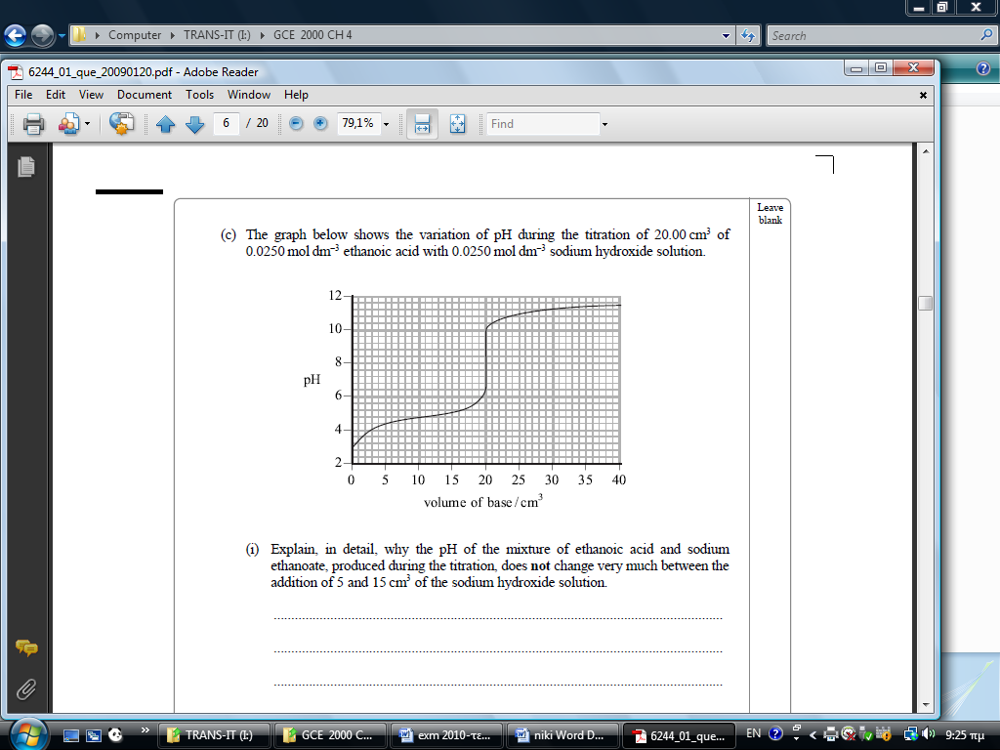 Computer ▸ TRANS-IT (I:) ▸ GCE 2000 CH 4
Search
6244_01_que_20090120.pdf - Adobe Reader
File Edit View Document Tools Window Help
6 / 20 79,1% Find
Leave
blank
(c) The graph below shows the variation of pH during the titration of 20.00 cm³ of
0.0250 mol dm⁻³ ethanoic acid with 0.0250 mol dm⁻³ sodium hydroxide solution.
12
10
8
pH
6
4
2
0 5 10 15 20 25 30 35 40
volume of base / cm³
(i) Explain, in detail, why the pH of the mixture of ethanoic acid and sodium
ethanoate, produced during the titration, does not change very much between the
addition of 5 and 15 cm³ of the sodium hydroxide solution.
TRANS-IT (I:) GCE 2000 C... exm 2010-τε... niki Word D... 6244_01_que... EN 9:25 πμ